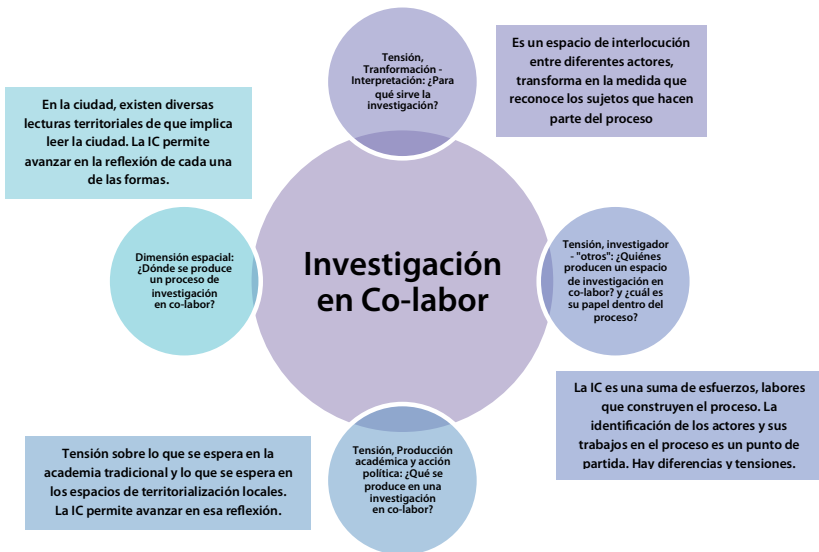 Tensión,
Tranformación -
Interpretación: ¿Para
qué sirve la
investigación?
Es un espacio de interlocución
entre diferentes actores,
transforma en la medida que
reconoce los sujetos que hacen
parte del proceso
En la ciudad, existen diversas
lecturas territoriales de que implica
leer la ciudad. La IC permite
avanzar en la reflexión de cada una
de las formas.
Dimensión espacial:
¿Dónde se produce
un proceso de
investigación
en co-labor?
Investigación
en Co-labor
Tensión, investigador
- "otros": ¿Quiénes
producen un espacio
de investigación en
co-labor? y ¿cuál es
su papel dentro del
proceso?
La IC es una suma de esfuerzos, labores
que construyen el proceso. La
identificación de los actores y sus
trabajos en el proceso es un punto de
partida. Hay diferencias y tensiones.
Tensión sobre lo que se espera en la
academia tradicional y lo que se espera en
los espacios de territorialización locales.
La IC permite avanzar en esa reflexión.
Tensión, Producción
académica y acción
política: ¿Qué se
produce en una
investigación
en co-labor?